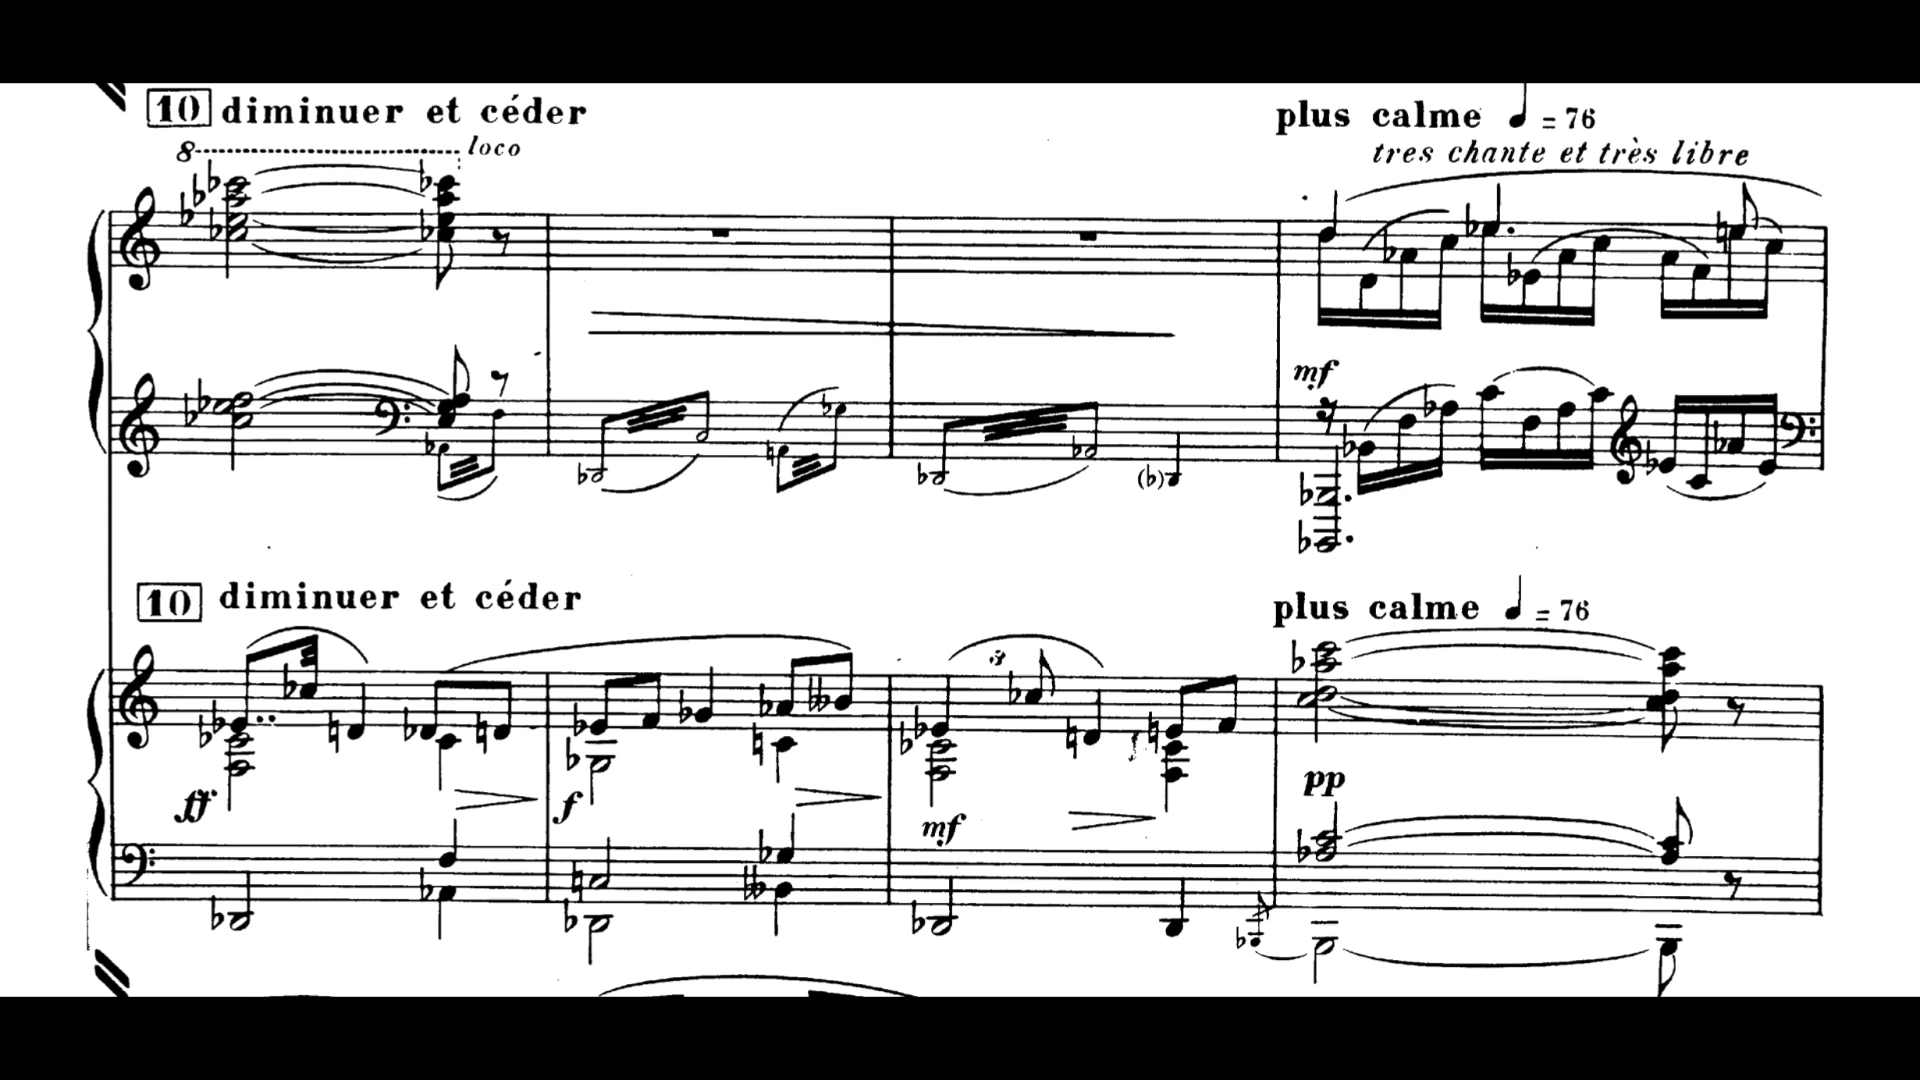 10 diminuer et céder
plus calme ♩ = 76
8 loco
tres chante et très libre
mf
10 diminuer et céder
plus calme ♩ = 76
3
ff f mf pp